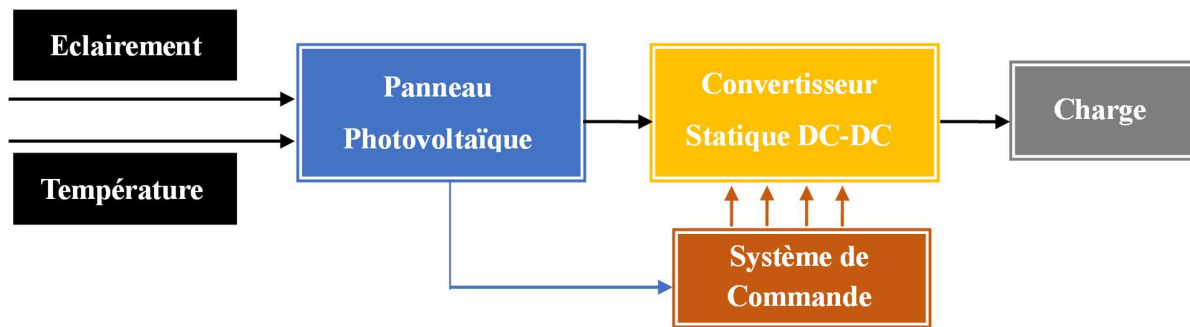 Eclairement
Température
Panneau
Photovoltaïque
Convertisseur
Statique DC-DC
Charge
Système de
Commande